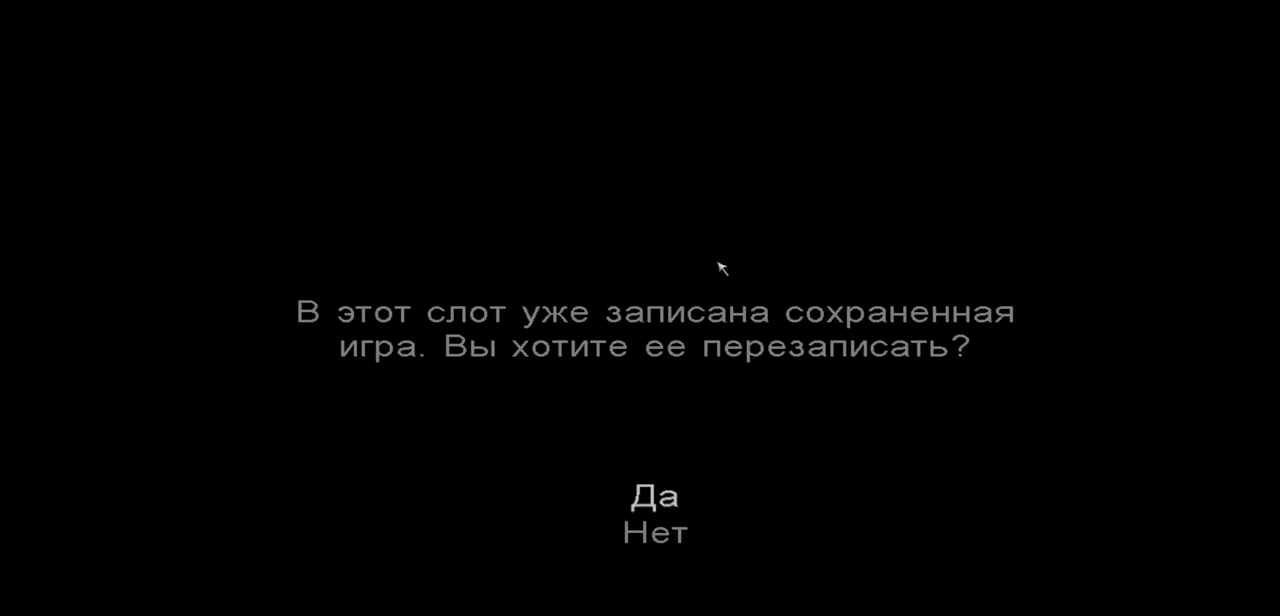 В этот слот уже записана сохраненная
игра. Вы хотите ее перезаписать?
Да
Нет